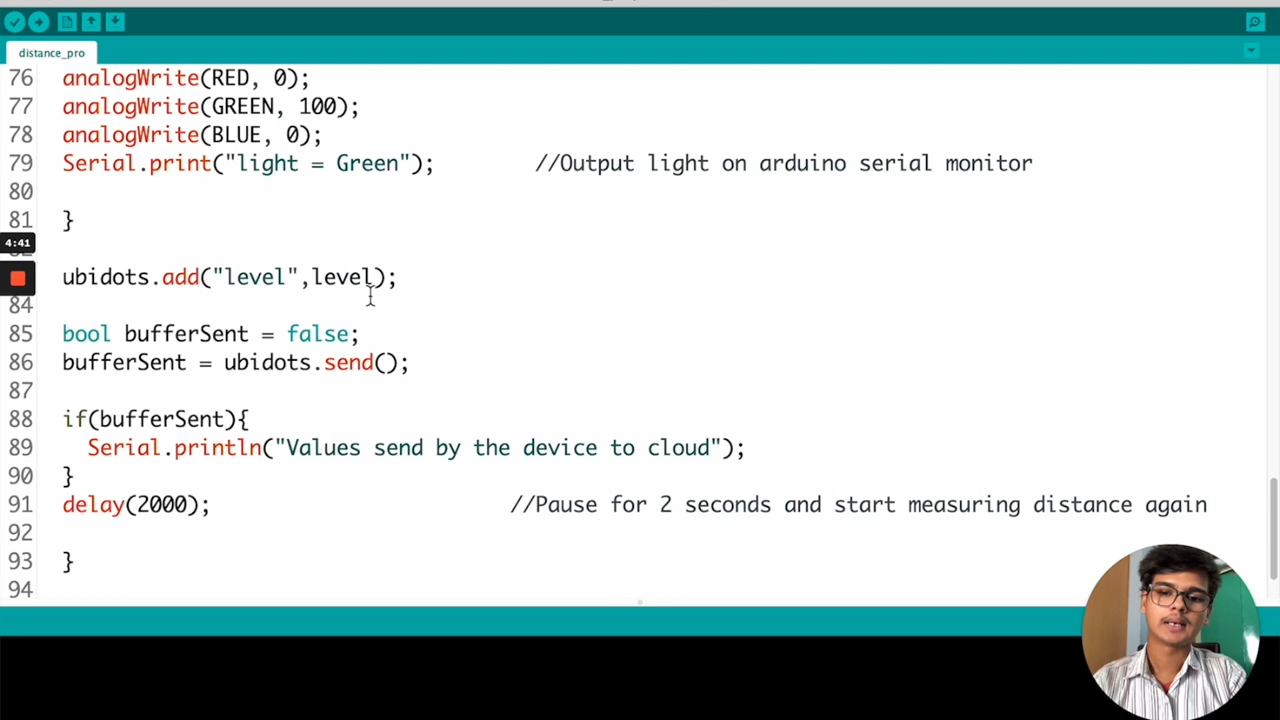 distance_pro
76 analogWrite(RED, 0);
77 analogWrite(GREEN, 100);
78 analogWrite(BLUE, 0);
79 Serial.print("light = Green"); //Output light on arduino serial monitor
80
81 }
4:41
ubidots.add("level",level);
84
85 bool bufferSent = false;
86 bufferSent = ubidots.send();
87
88 if(bufferSent){
89 Serial.println("Values send by the device to cloud");
90 }
91 delay(2000); //Pause for 2 seconds and start measuring distance again
92
93 }
94